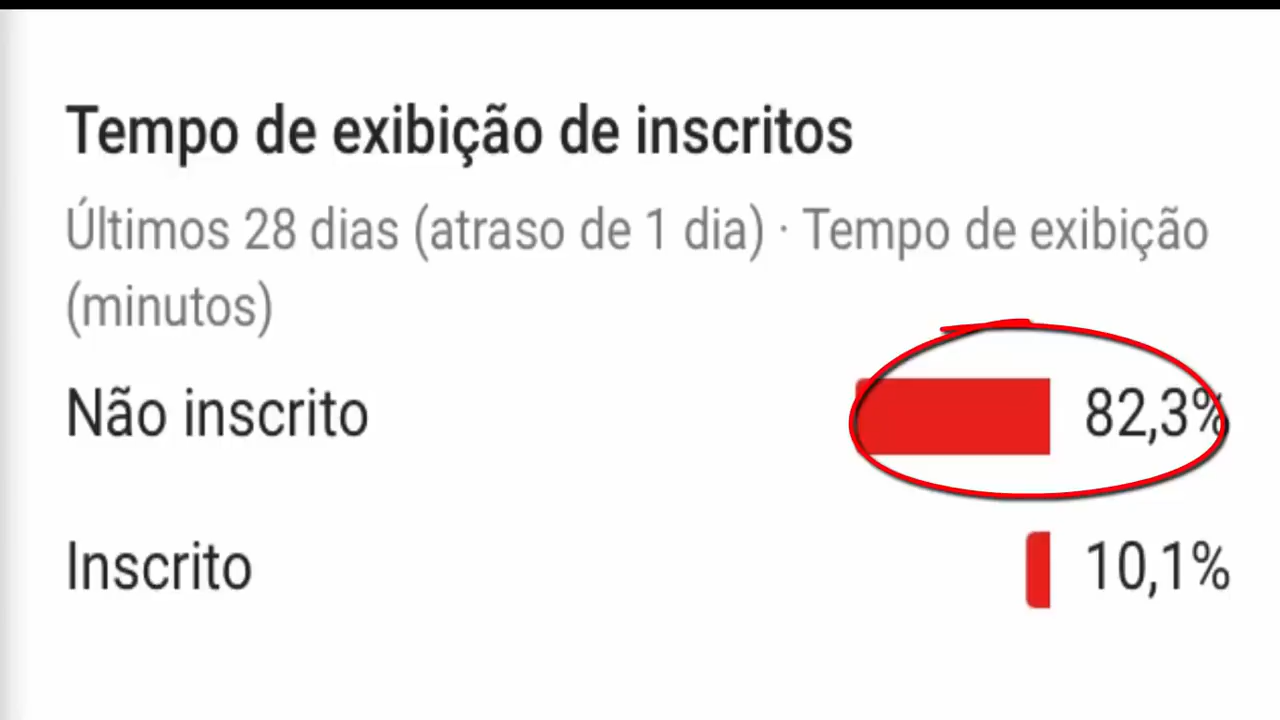 Tempo de exibição de inscritos
Últimos 28 dias (atraso de 1 dia) · Tempo de exibição
(minutos)
Não inscrito 82,3%
Inscrito 10,1%